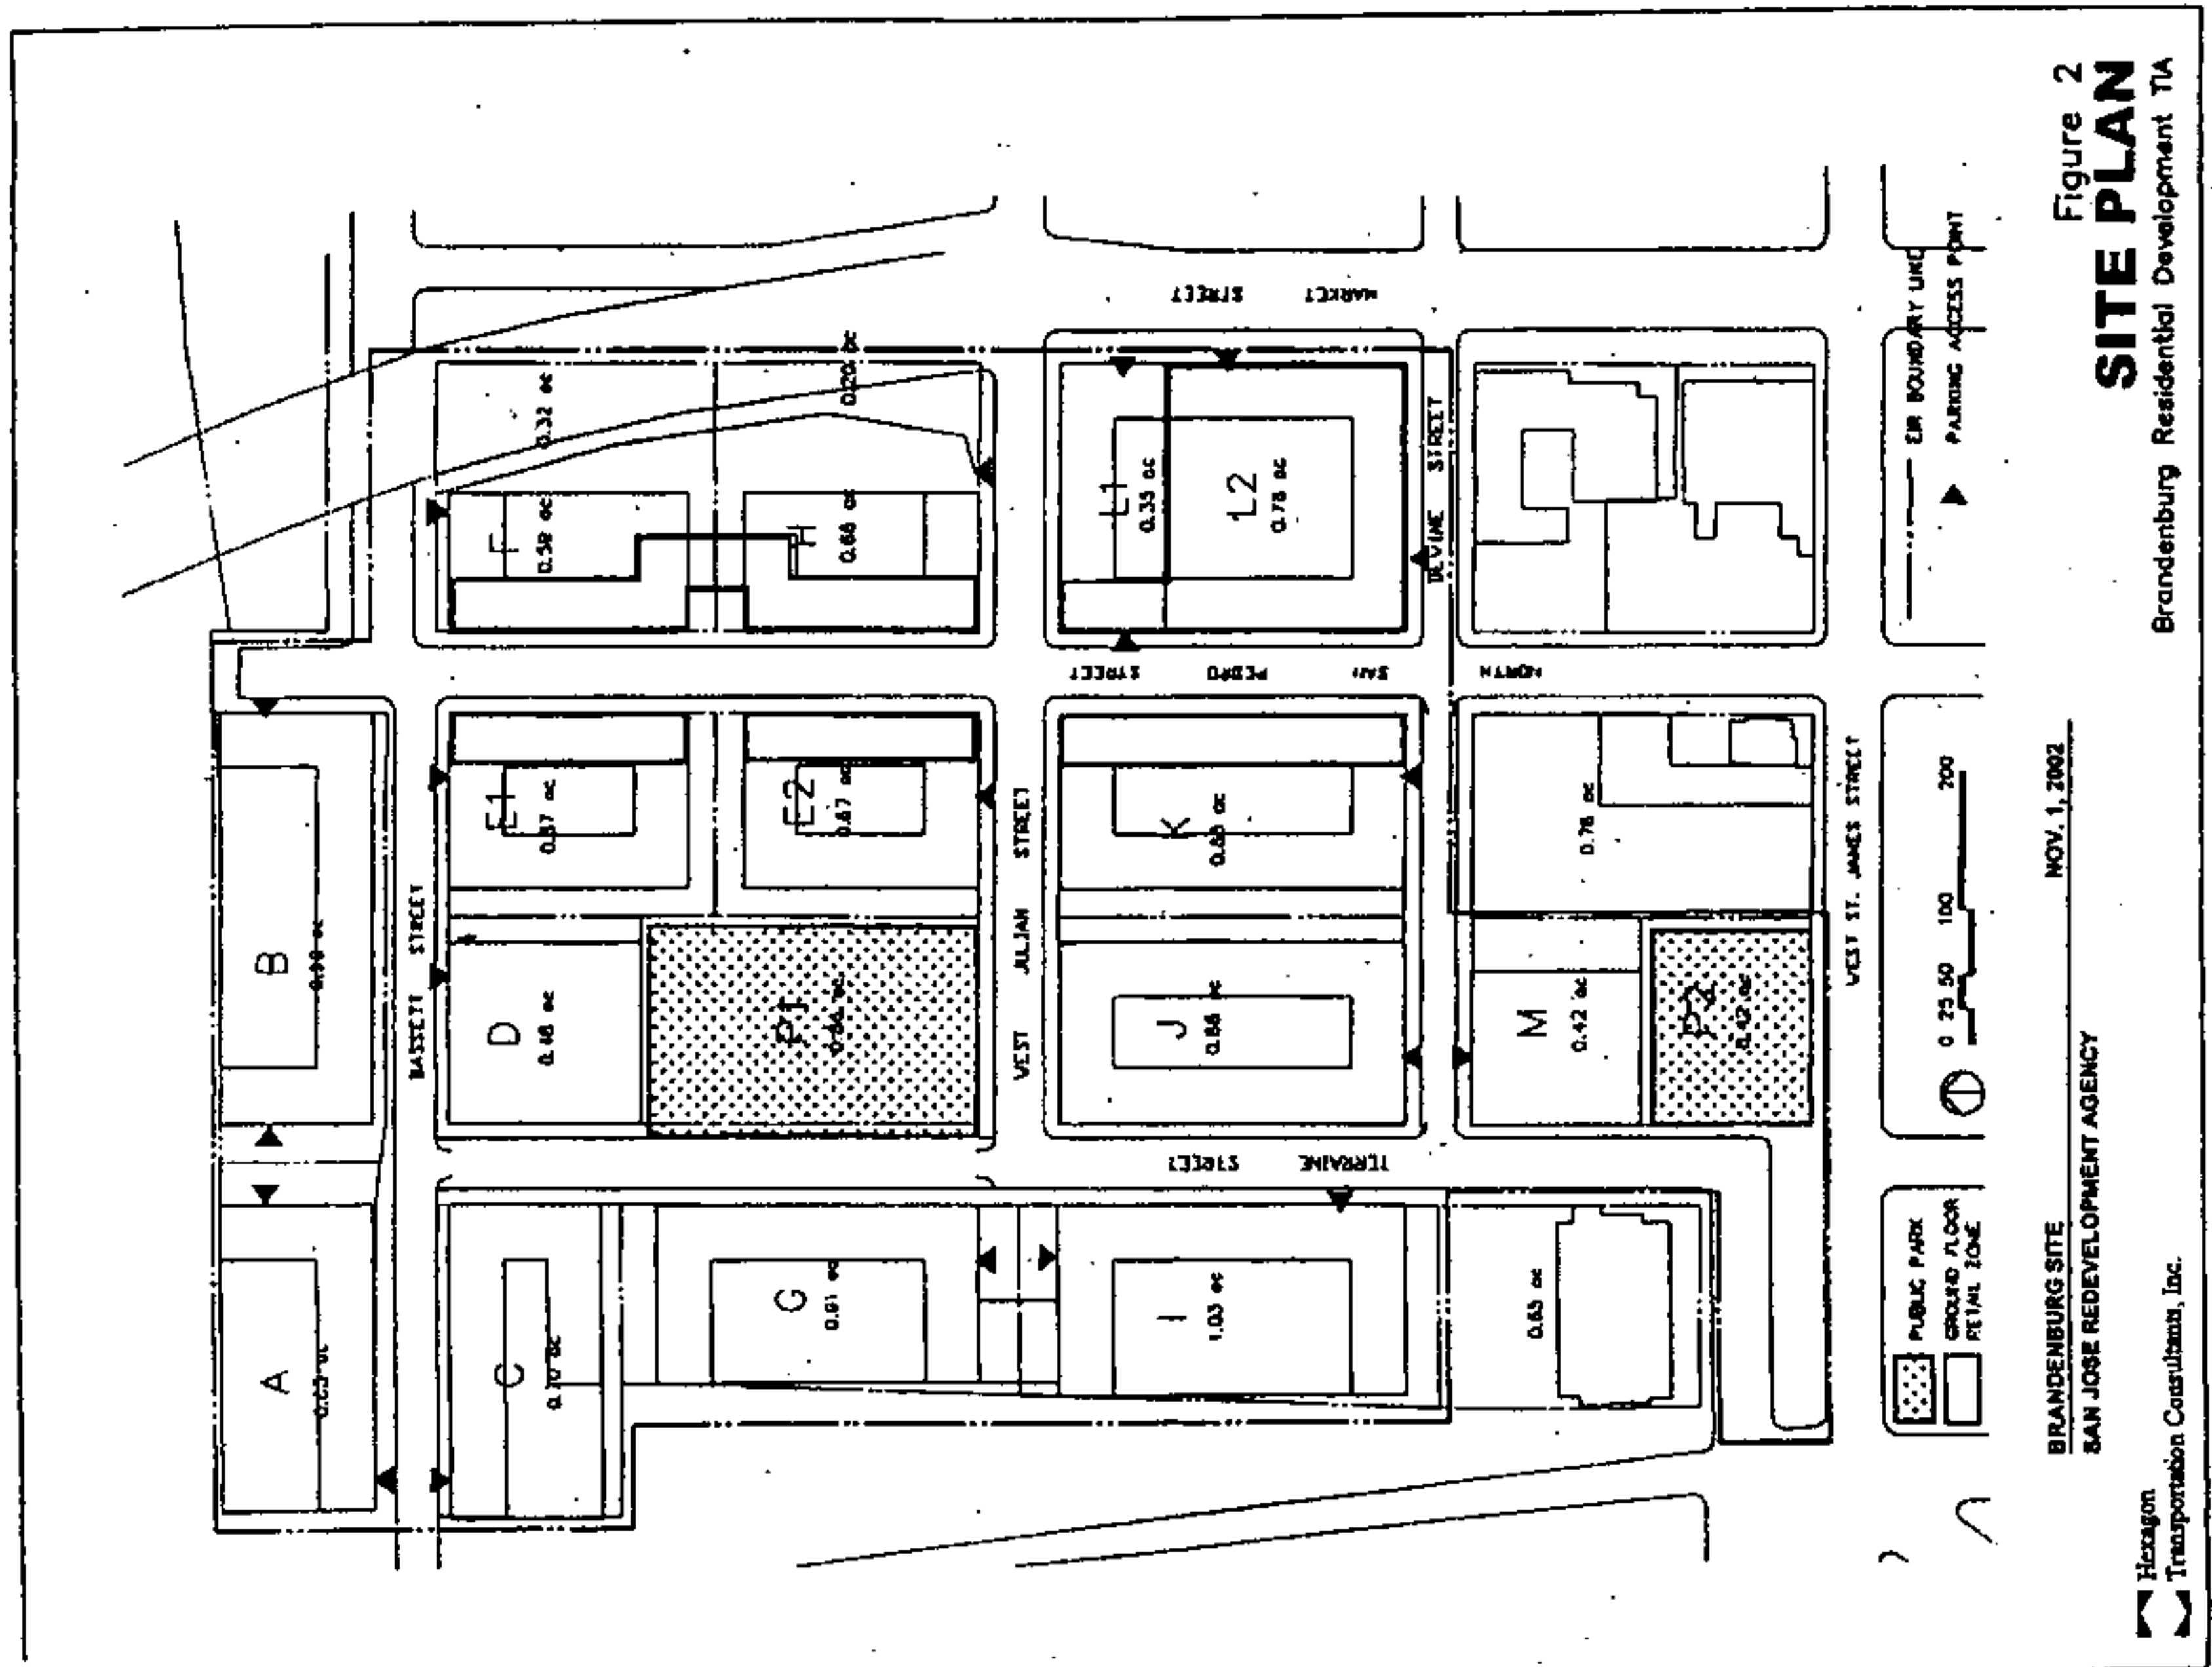 A
B
BASSETT STREET
C
D
0.48 ac
E1
F
0.32 ac
G
0.91 ac
P1
E2
0.67 ac
H
0.66 ac
0.20 ac
WEST JULIAN STREET
I
1.03 ac
J
K
L1
0.35 ac
L2
0.78 ac
TERRAINE STREET
NORTH SAN PEDRO STREET
MARKET STREET
DEVINE STREET
0.65 ac
M
0.42 ac
P2
0.42 ac
0.76 ac
WEST ST. JAMES STREET
PUBLIC PARK
GROUND FLOOR
RETAIL ZONE
0 25 50 100 200
EIR BOUNDARY LINE
PARKING ACCESS POINT
BRANDENBURG SITE
NOV. 1, 2002
SAN JOSE REDEVELOPMENT AGENCY
Hexagon
Transportation Consultants, Inc.
Figure 2
SITE PLAN
Brandenburg Residential Development TIA